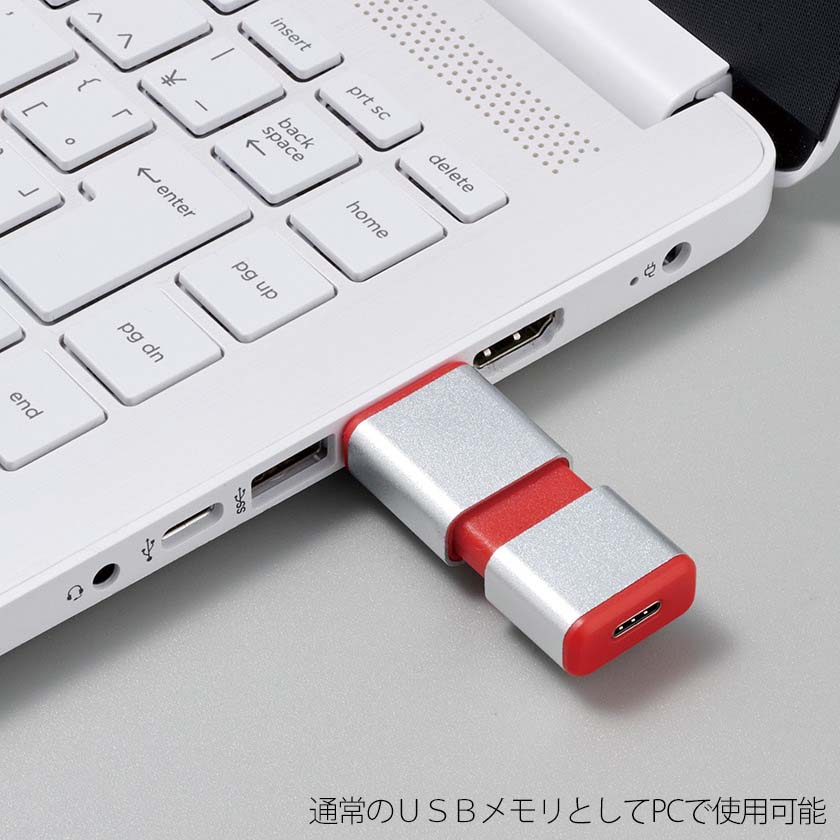 insert
prt sc
delete
back
space
home
enter
pg up
pg dn
end
¥
－
｛
「
。
」
SS
通常のＵＳＢメモリとしてPCで使用可能